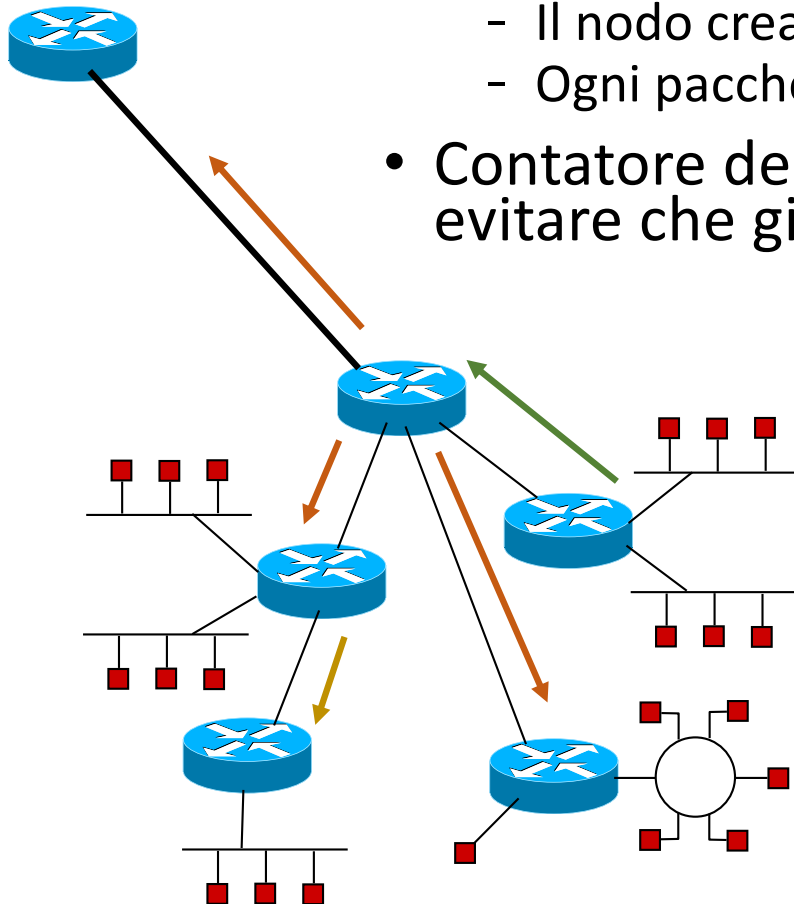 - Il nodo crea
- Ogni pacche
• Contatore de
evitare che gi